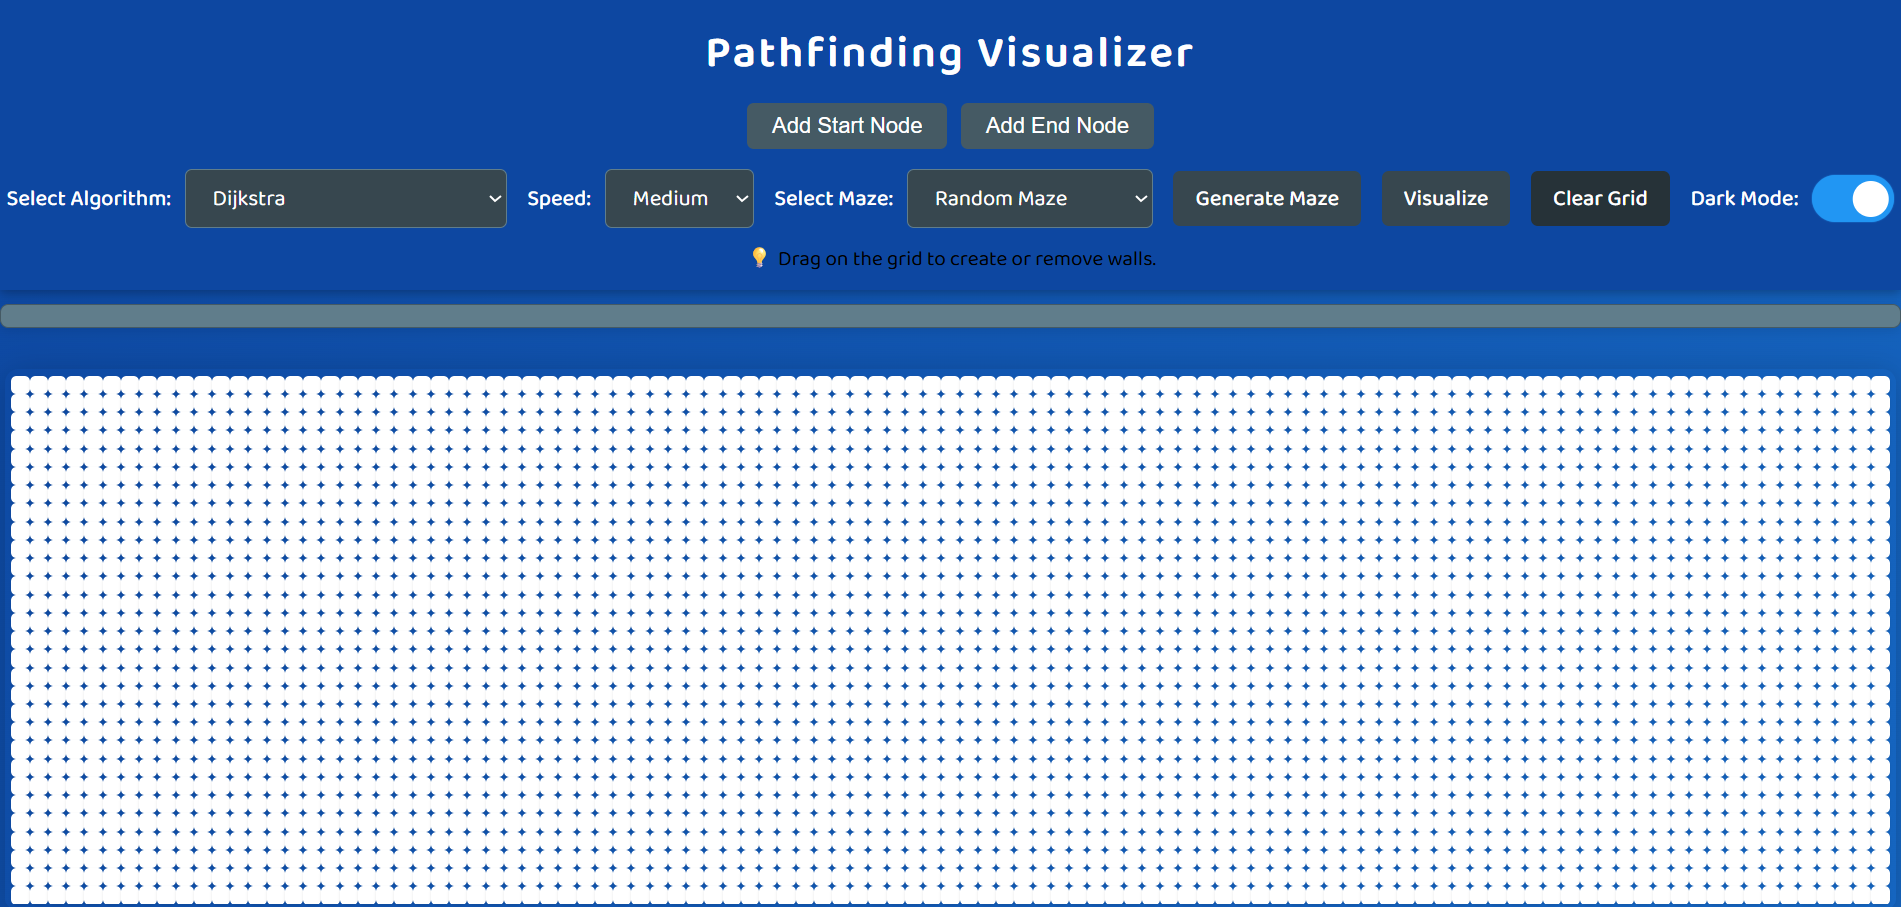 Pathfinding Visualizer
Add Start Node Add End Node
Select Algorithm: Dijkstra Speed: Medium Select Maze: Random Maze Generate Maze Visualize Clear Grid Dark Mode:
💡 Drag on the grid to create or remove walls.